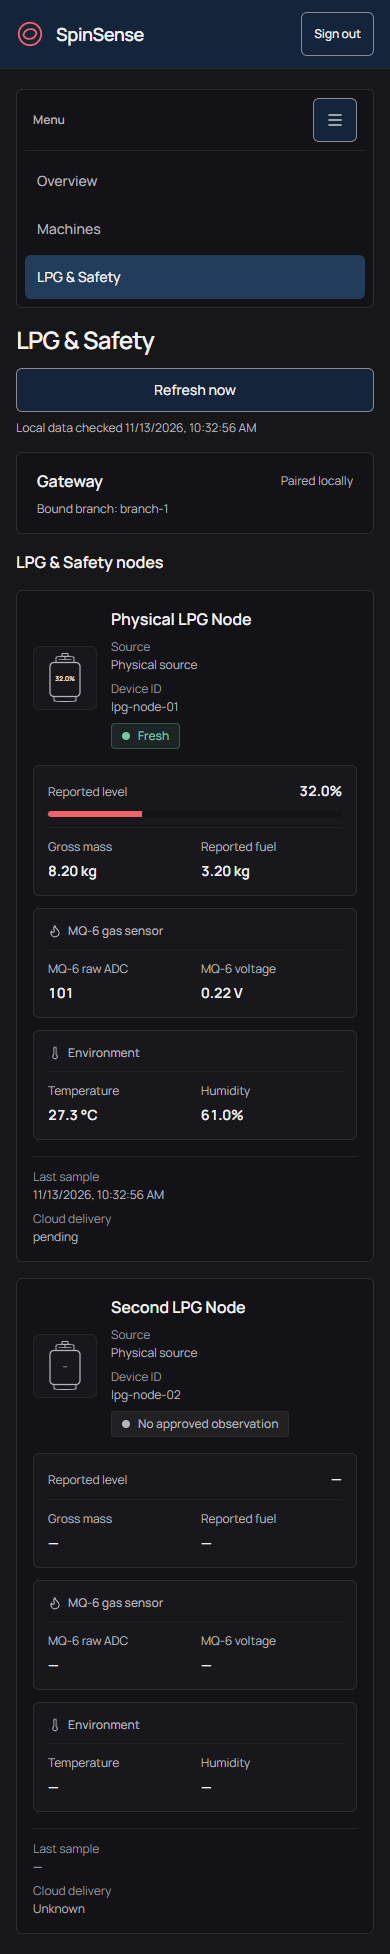 SpinSense
Sign out
Menu
Overview
Machines
LPG & Safety
LPG & Safety
Refresh now
Local data checked 11/13/2026, 10:32:56 AM
Gateway
Paired locally
Bound branch: branch-1
LPG & Safety nodes
Physical LPG Node
Source
Physical source
32.0%
Device ID
lpg-node-01
Fresh
Reported level
32.0%
Gross mass
Reported fuel
8.20 kg
3.20 kg
MQ-6 gas sensor
MQ-6 raw ADC
MQ-6 voltage
101
0.22 V
Environment
Temperature
Humidity
27.3 °C
61.0%
Last sample
11/13/2026, 10:32:56 AM
Cloud delivery
pending
Second LPG Node
Source
Physical source
—
Device ID
lpg-node-02
No approved observation
Reported level
—
Gross mass
Reported fuel
—
—
MQ-6 gas sensor
MQ-6 raw ADC
MQ-6 voltage
—
—
Environment
Temperature
Humidity
—
—
Last sample
—
Cloud delivery
Unknown